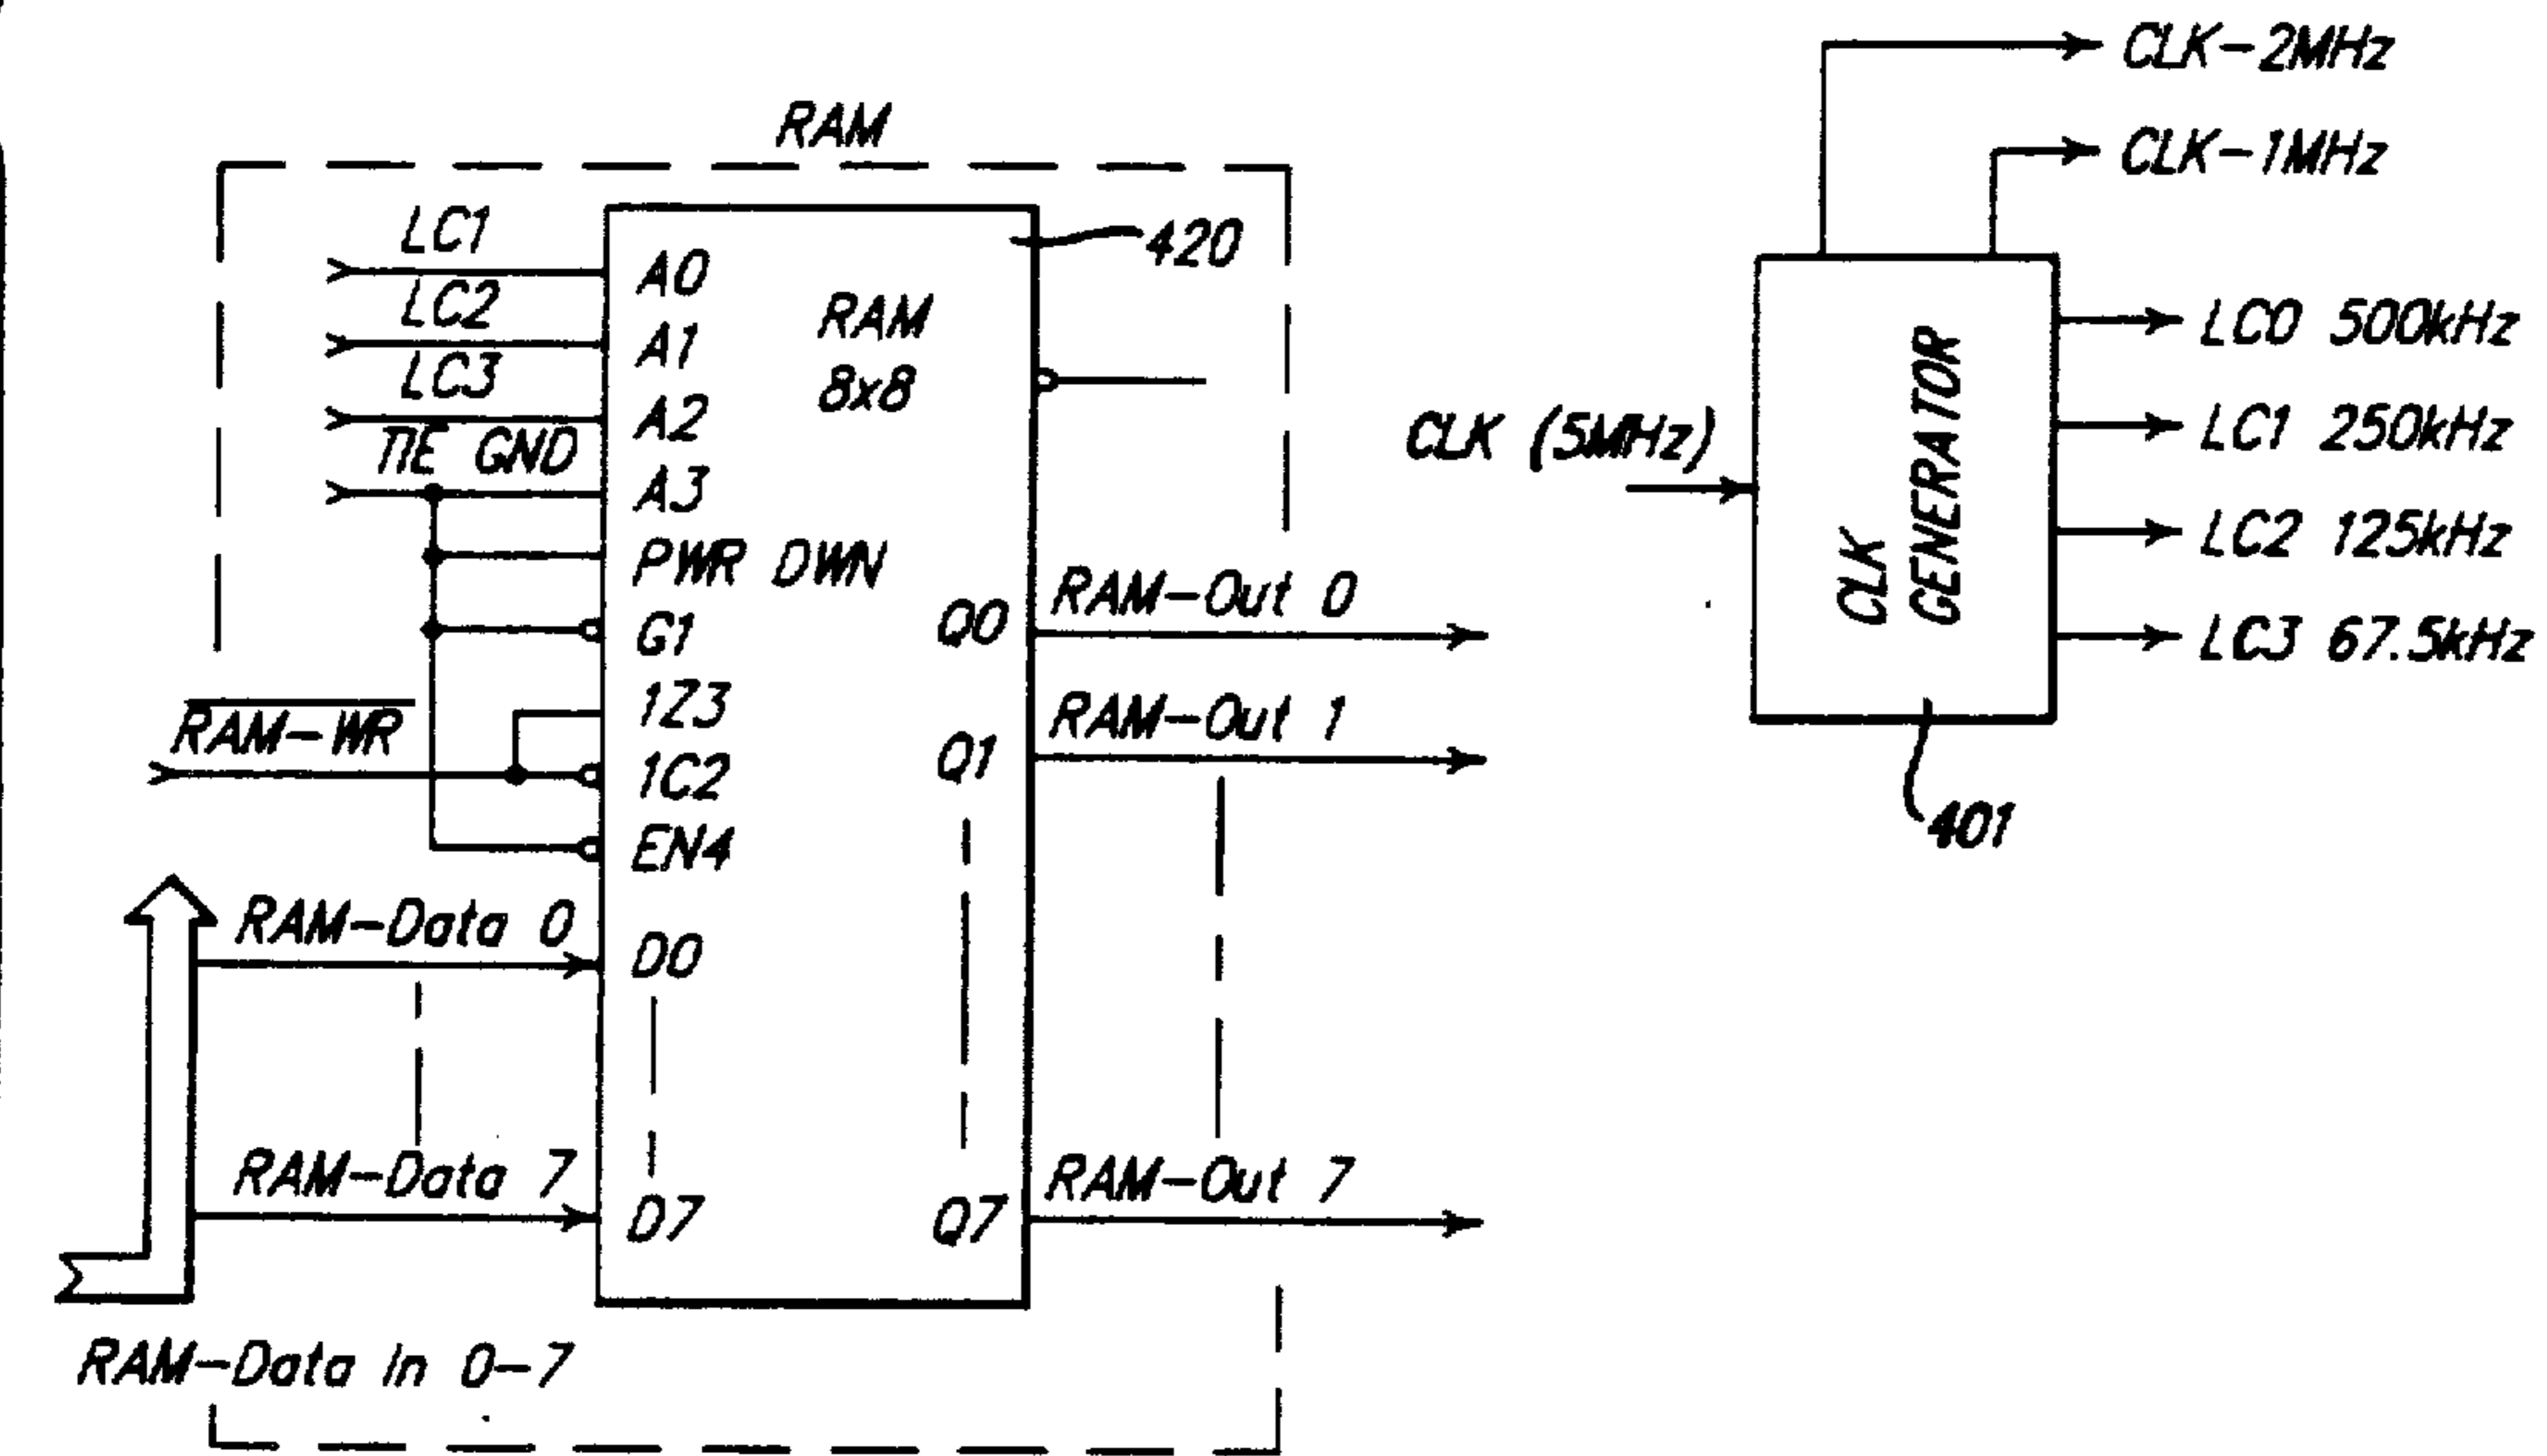 RAM
LC1
LC2
LC3
TIE GND
RAM-WR
RAM-Data 0
RAM-Data 7
RAM-Data In 0-7
A0
A1
A2
A3
PWR DWN
G1
1Z3
1C2
EN4
D0
D7
RAM
8x8
420
Q0
Q1
Q7
RAM-Out 0
RAM-Out 1
RAM-Out 7
CLK-2MHz
CLK-1MHz
CLK (5MHz)
CLK
GENERATOR
LC0 500kHz
LC1 250kHz
LC2 125kHz
LC3 67.5kHz
401